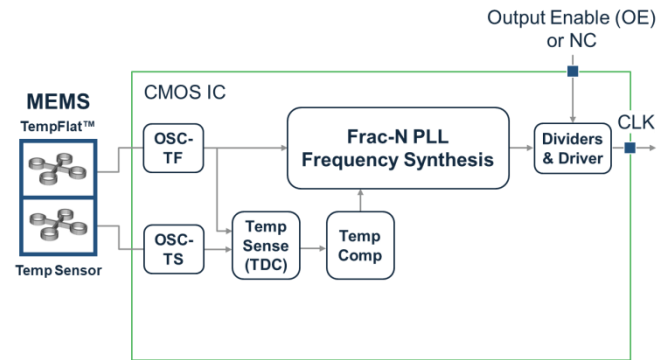 Output Enable (OE)
or NC
MEMS
TempFlat™
CMOS IC
CLK
OSC-
TF
Frac-N PLL
Frequency Synthesis
Dividers
& Driver
OSC-
TS
Temp
Sense
(TDC)
Temp
Comp
Temp Sensor